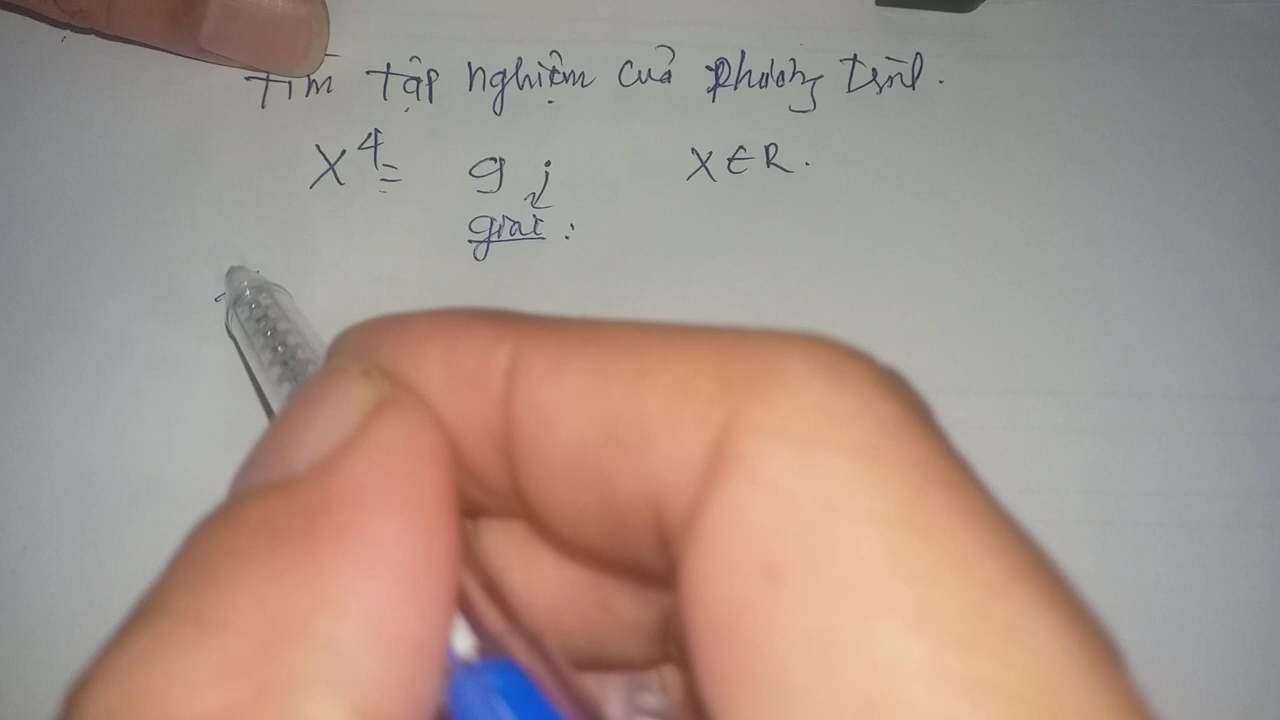 Tìm tập nghiệm của phương trình.
X⁴ = 9 ; X ∈ R.
giải :